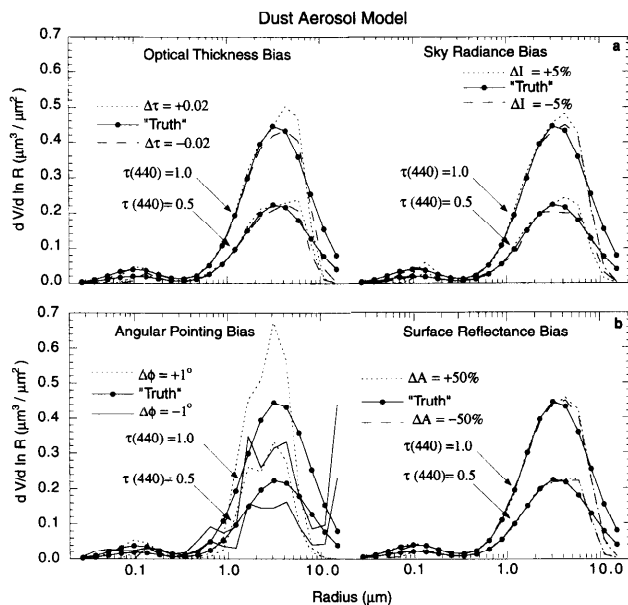 Dust Aerosol Model
a
Optical Thickness Bias
Δτ = +0.02
"Truth"
Δτ = −0.02
τ(440) = 1.0
τ (440) = 0.5
Sky Radiance Bias
ΔI = +5%
"Truth"
ΔI = −5%
τ(440) = 1.0
τ (440) = 0.5
d V/d ln R (μm³ / μm²)
0.7
0.6
0.5
0.4
0.3
0.2
0.1
0.0
b
Angular Pointing Bias
Δφ = +1°
"Truth"
Δφ = −1°
τ(440) = 1.0
τ (440) = 0.5
Surface Reflectance Bias
ΔA = +50%
"Truth"
ΔA = −50%
τ(440) = 1.0
τ (440) = 0.5
d V/d ln R (μm³ / μm²)
0.7
0.6
0.5
0.4
0.3
0.2
0.1
0.0
0.1 1.0 10.0 0.1 1.0 10.0
Radius (μm)